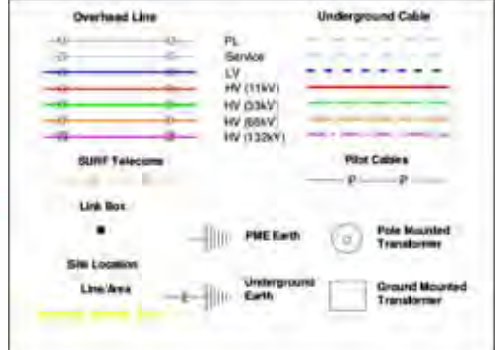 Overhead Line
Underground Cable
PL
Service
LV
HV (11kV)
HV (33kV)
HV (66kV)
HV (132kV)
SURF Telecoms
Pilot Cables
P P
Link Box
PME Earth
Pole Mounted
Transformer
Site Location
Line/Area
Underground
Earth
Ground Mounted
Transformer